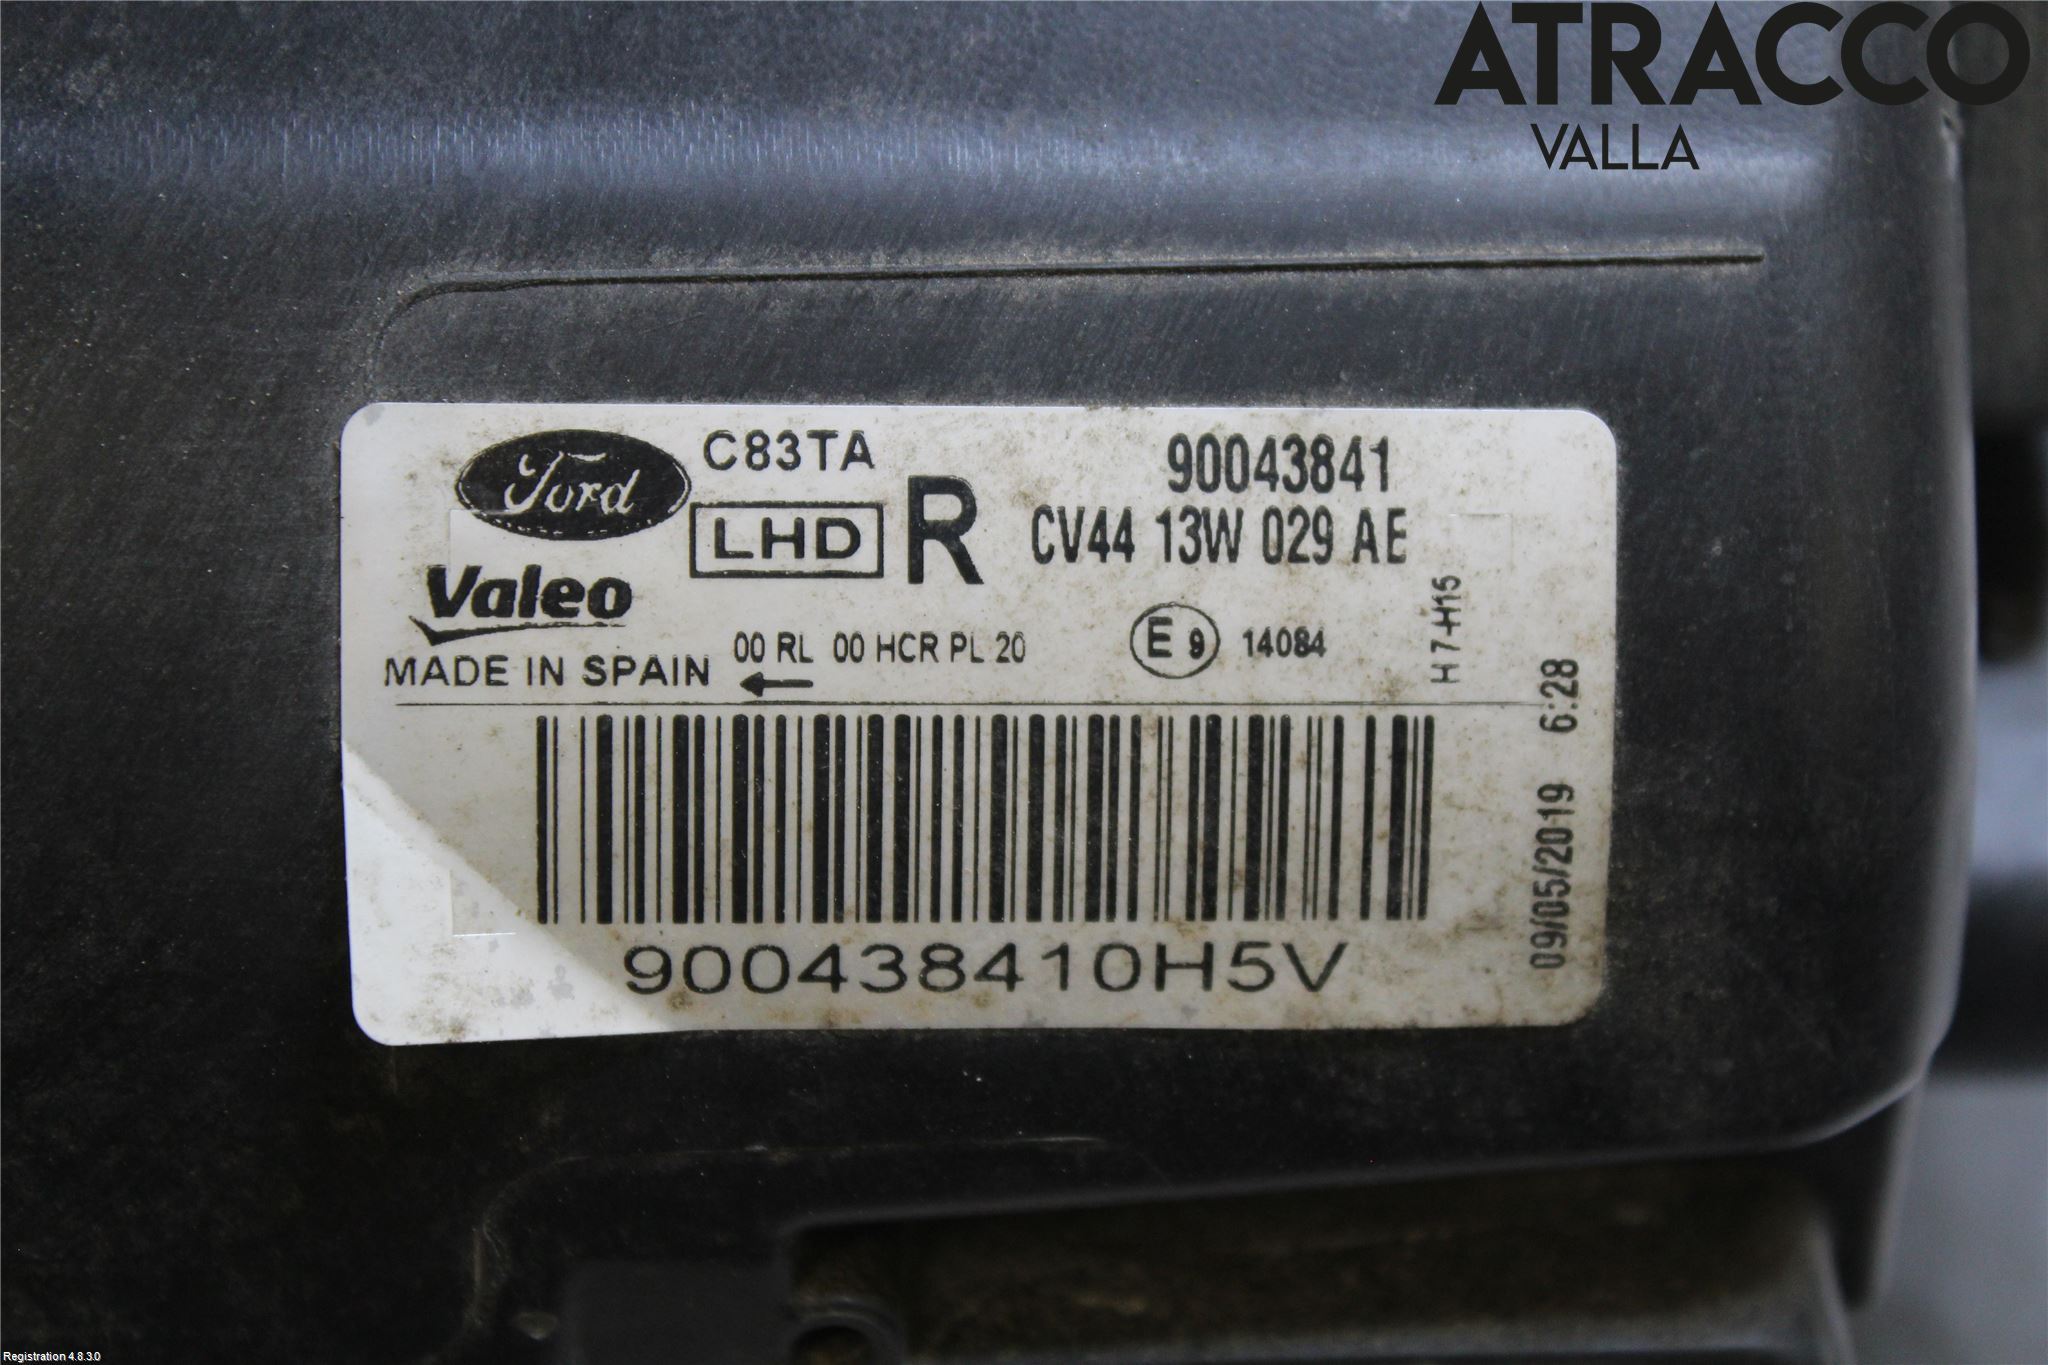 ATRACCO
VALLA
Ford
C83TA
90043841
LHD R CV44 13W 029 AE
Valeo
00 RL 00 HCR PL 20
E 9 14084
H7-H15
MADE IN SPAIN
09/05/2019 6:28
900438410H5V
Registration 4.8.3.0